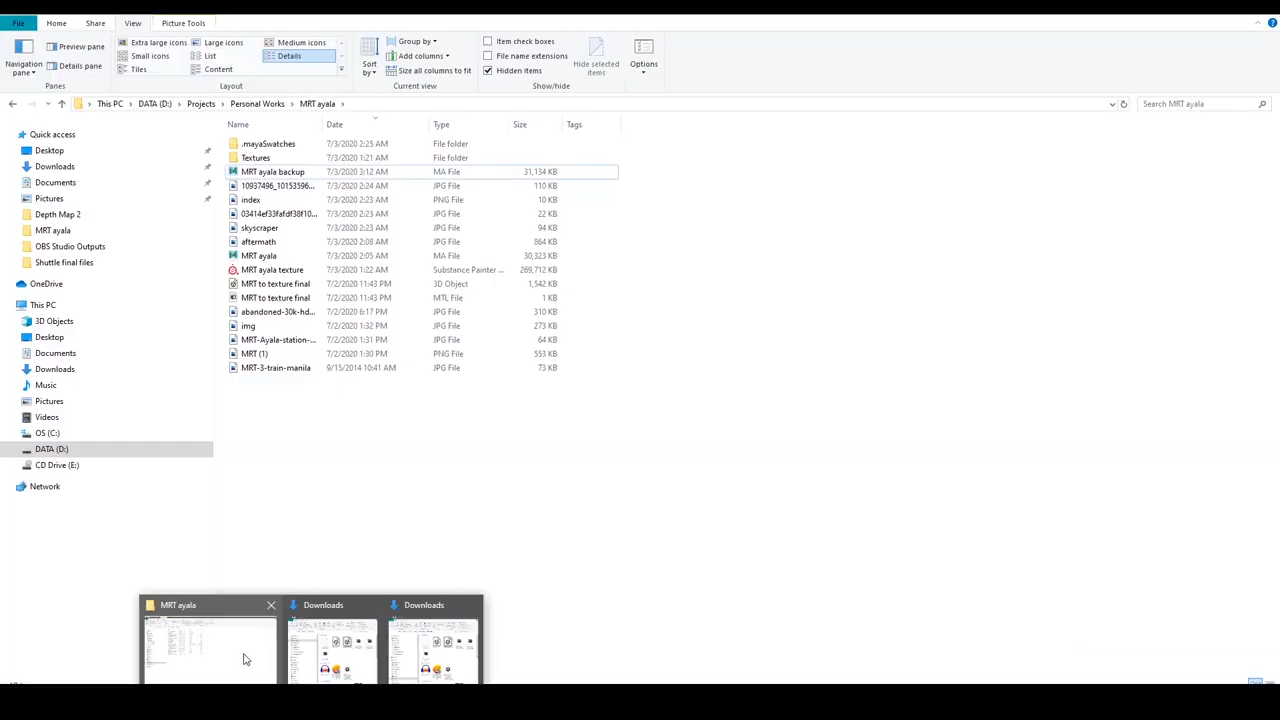 File Home Share View Picture Tools
Navigation pane
Preview pane
Details pane
Panes
Extra large icons Large icons Medium icons
Small icons List Details
Tiles Content
Layout
Sort by
Group by
Add columns
Size all columns to fit
Current view
Item check boxes
File name extensions
Hidden items
Hide selected items
Show/hide
Options
This PC > DATA (D:) > Projects > Personal Works > MRT ayala >
Search MRT ayala
Quick access
Desktop
Downloads
Documents
Pictures
Depth Map 2
MRT ayala
OBS Studio Outputs
Shuttle final files
OneDrive
This PC
3D Objects
Desktop
Documents
Downloads
Music
Pictures
Videos
OS (C:)
DATA (D:)
CD Drive (E:)
Network
Name Date Type Size Tags
.mayaSwatches 7/3/2020 2:25 AM File folder
Textures 7/3/2020 1:21 AM File folder
MRT ayala backup 7/3/2020 3:12 AM MA File 31,134 KB
10937496_10153596... 7/3/2020 2:24 AM JPG File 110 KB
index 7/3/2020 2:23 AM PNG File 10 KB
03414ef33fafdf38f10... 7/3/2020 2:23 AM JPG File 22 KB
skyscraper 7/3/2020 2:23 AM JPG File 94 KB
aftermath 7/3/2020 2:08 AM JPG File 864 KB
MRT ayala 7/3/2020 2:05 AM MA File 30,323 KB
MRT ayala texture 7/3/2020 1:22 AM Substance Painter ... 269,712 KB
MRT to texture final 7/2/2020 11:43 PM 3D Object 1,542 KB
MRT to texture final 7/2/2020 11:43 PM MTL File 1 KB
abandoned-30k-hd... 7/2/2020 6:17 PM JPG File 310 KB
img 7/2/2020 1:32 PM JPG File 273 KB
MRT-Ayala-station-... 7/2/2020 1:31 PM JPG File 64 KB
MRT (1) 7/2/2020 1:30 PM PNG File 553 KB
MRT-3-train-manila 9/15/2014 10:41 AM JPG File 73 KB
MRT ayala Downloads Downloads